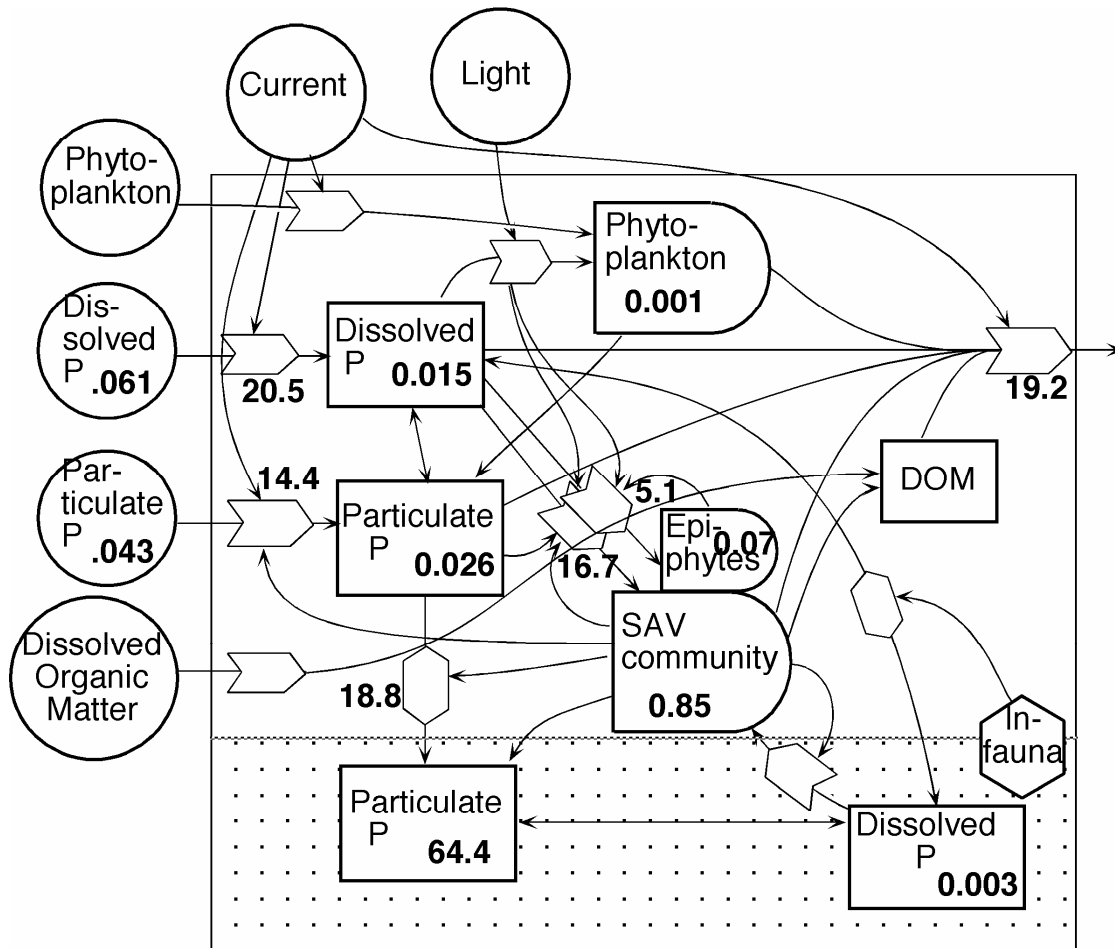 Current
Light
Phyto-
plankton
Phyto-
plankton
0.001
Dis-
solved
P .061
20.5
Dissolved
P 0.015
19.2
Par-
ticulate
P .043
14.4
Particulate
P 0.026
5.1
16.7
Epi-
phytes
0.07
DOM
Dissolved
Organic
Matter
18.8
SAV
community
0.85
In-
fauna
Particulate
P 64.4
Dissolved
P
0.003